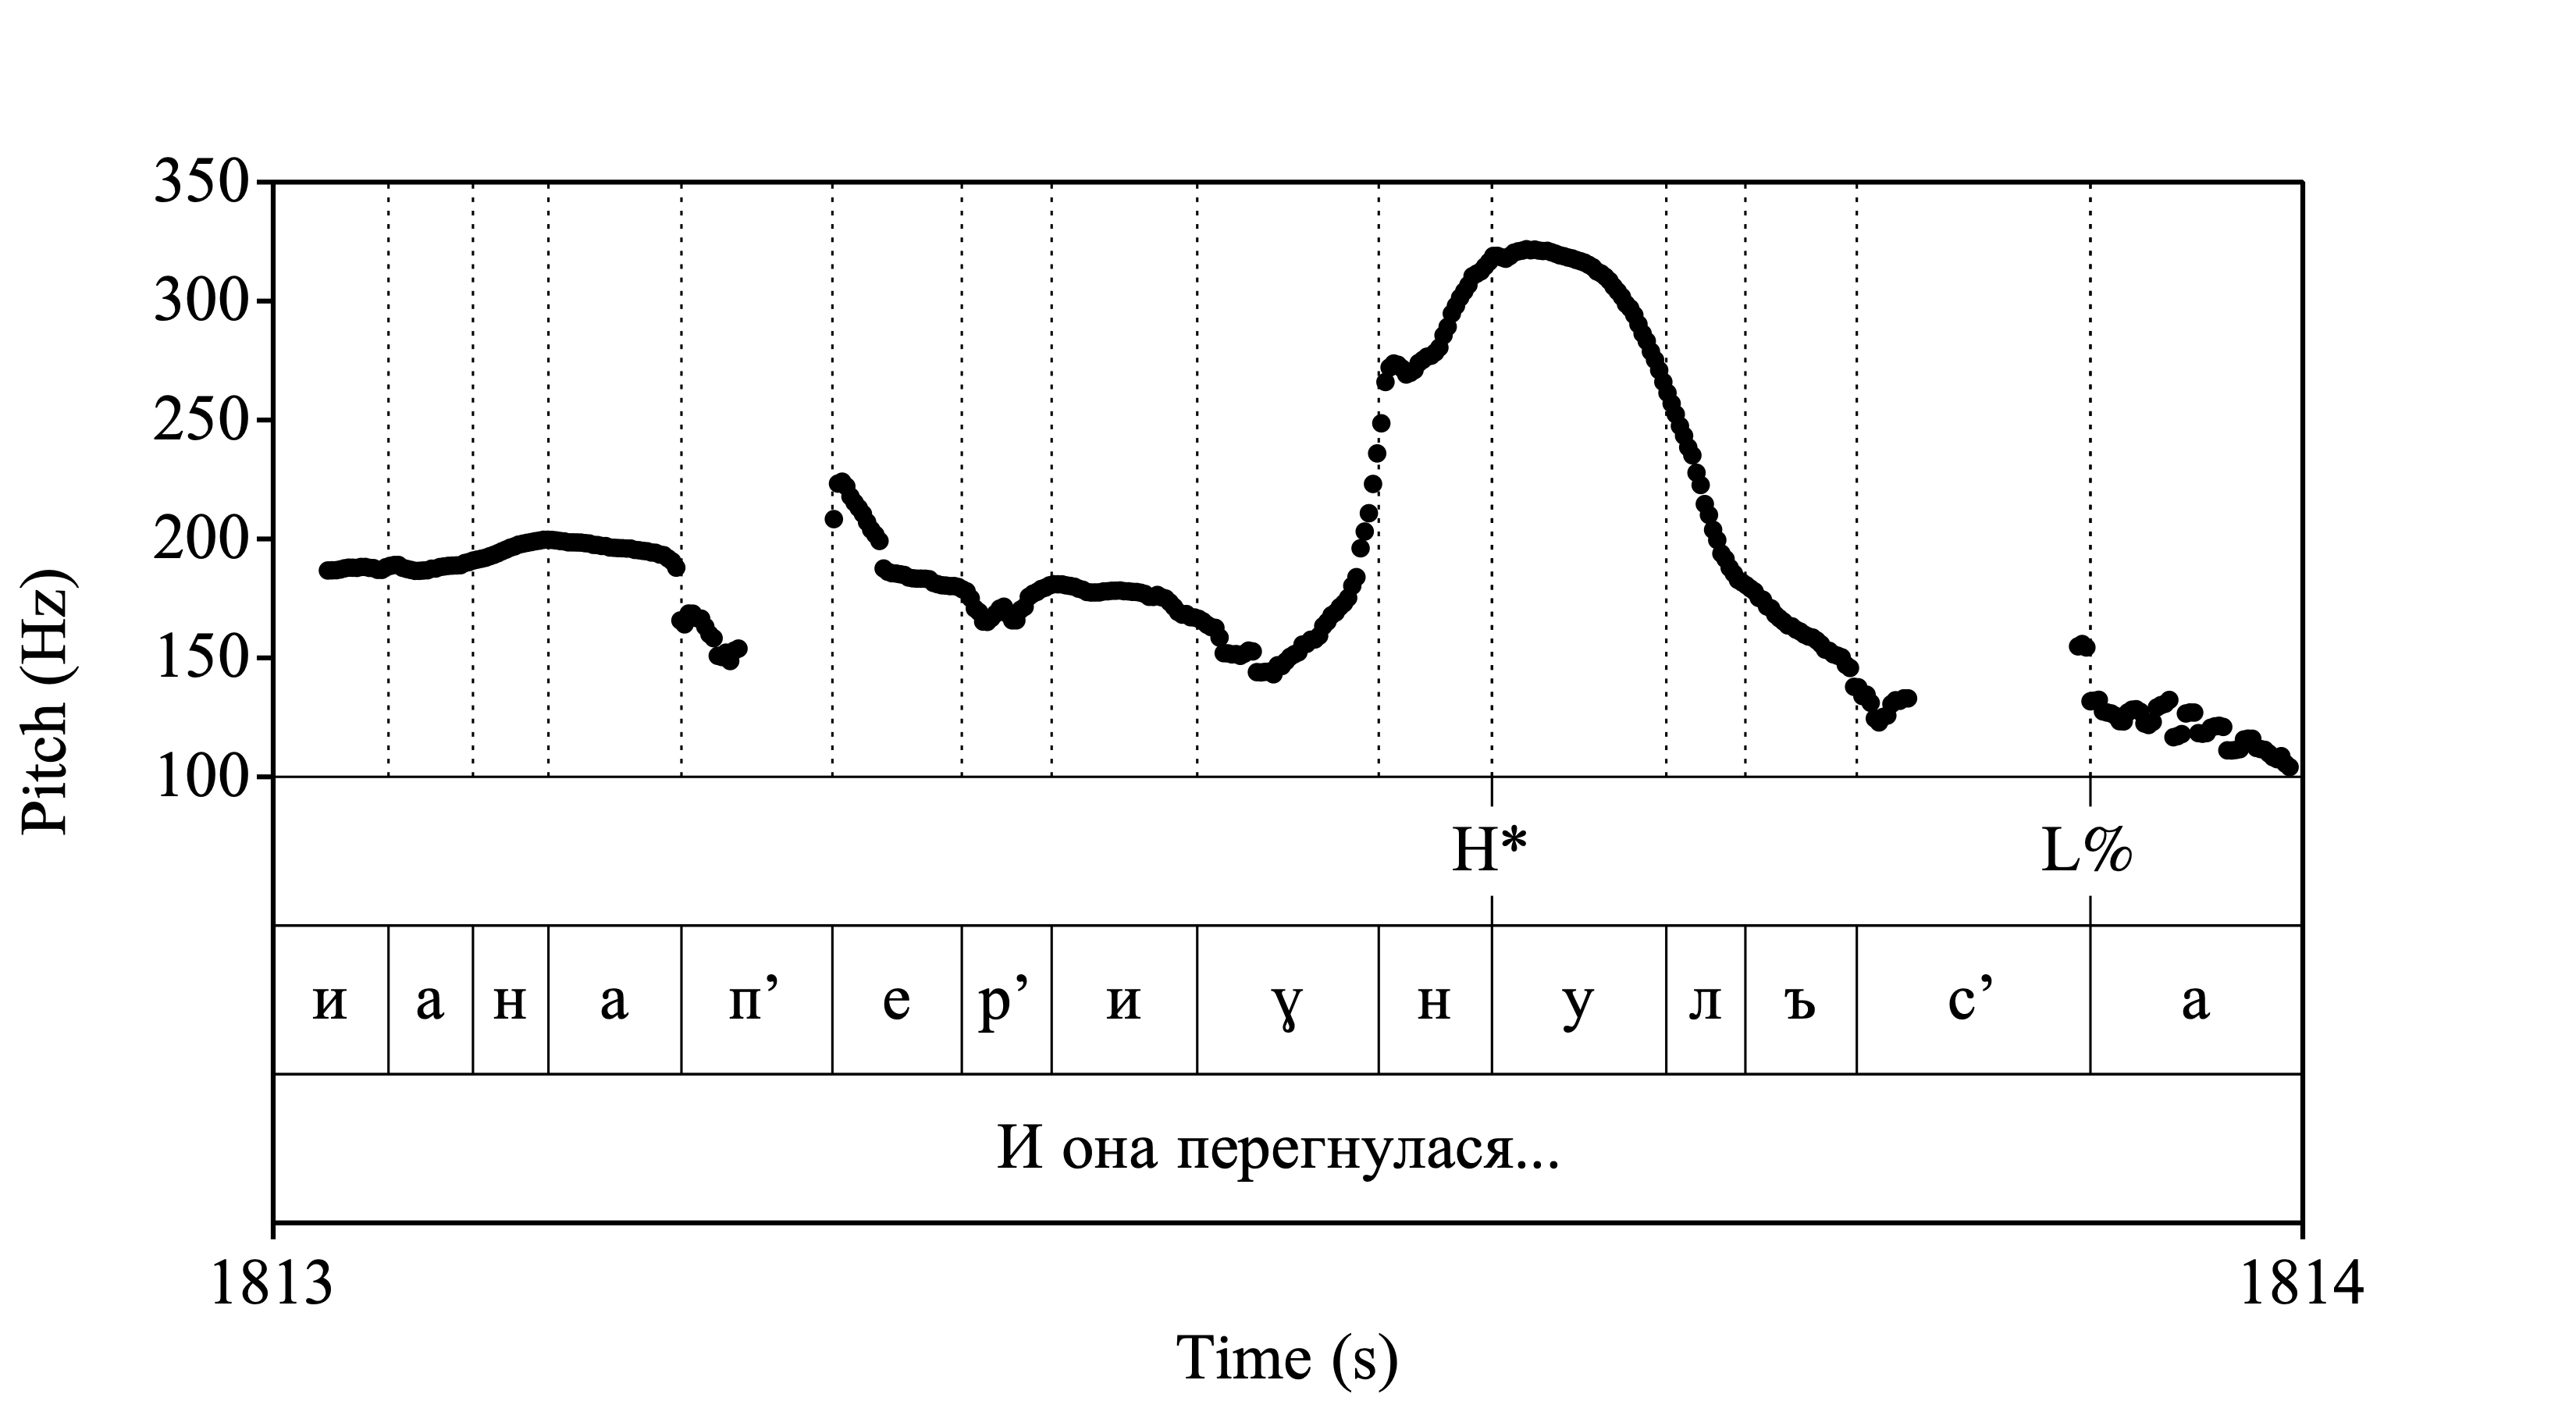 350
300
250
200
150
100
Pitch (Hz)
H* L%
и а н а п’ е р’ и ɣ н у л ъ с’ а
И она перегнулася...
1813 1814
Time (s)